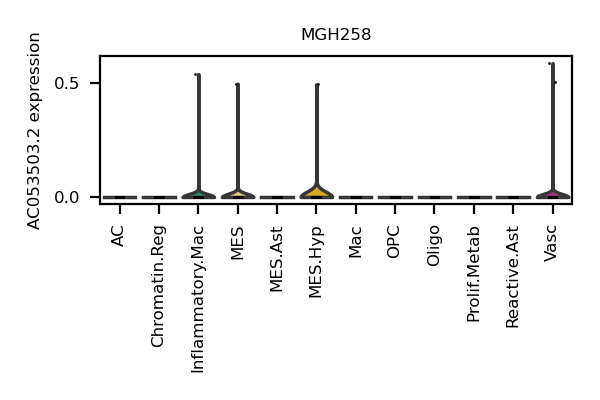 MGH258
AC053503.2 expression
0.5
0.0
AC
Chromatin.Reg
Inflammatory.Mac
MES
MES.Ast
MES.Hyp
Mac
OPC
Oligo
Prolif.Metab
Reactive.Ast
Vasc